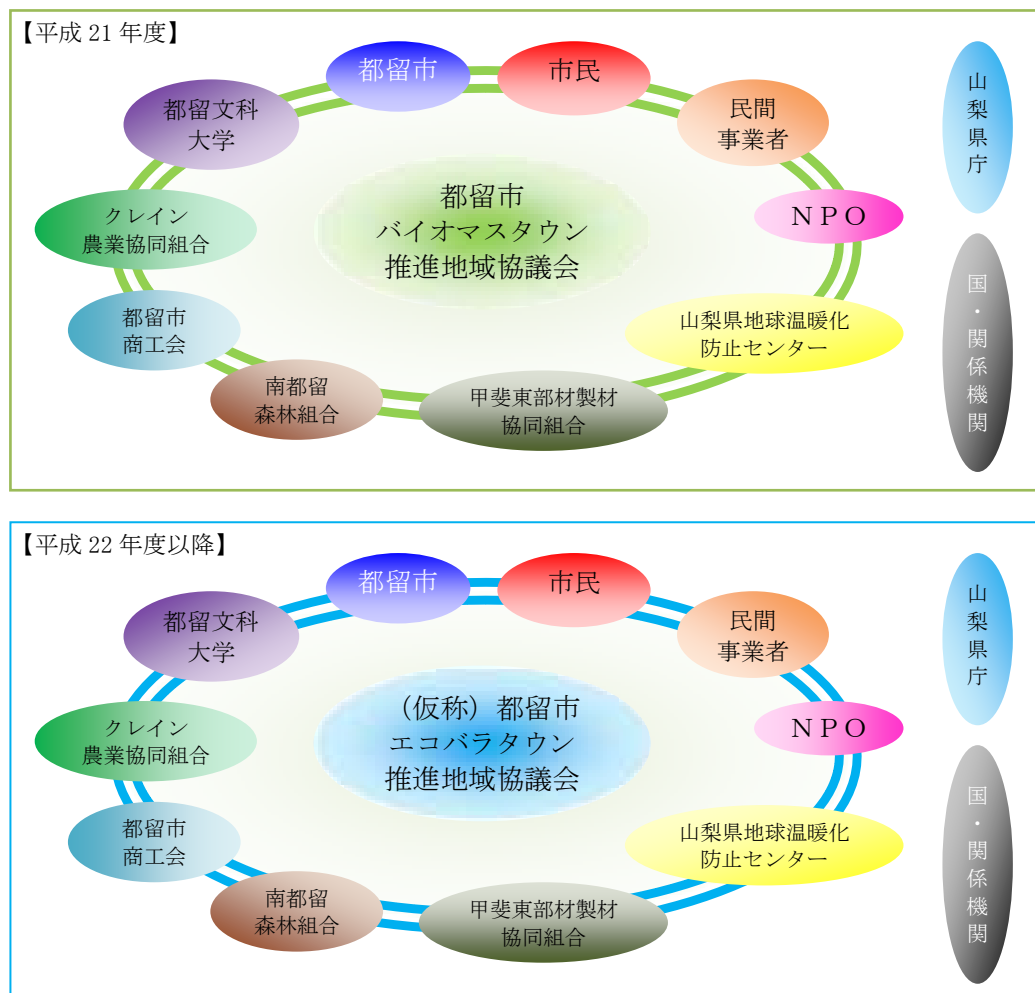 【平成 21 年度】
都留市
市民
都留文科
大学
民間
事業者
クレイン
農業協同組合
ＮＰＯ
都留市
バイオマスタウン
推進地域協議会
都留市
商工会
山梨県地球温暖化
防止センター
南都留
森林組合
甲斐東部材製材
協同組合
山梨県庁
国・関係機関
【平成 22 年度以降】
都留市
市民
都留文科
大学
民間
事業者
クレイン
農業協同組合
ＮＰＯ
（仮称）都留市
エコバラタウン
推進地域協議会
都留市
商工会
山梨県地球温暖化
防止センター
南都留
森林組合
甲斐東部材製材
協同組合
山梨県庁
国・関係機関